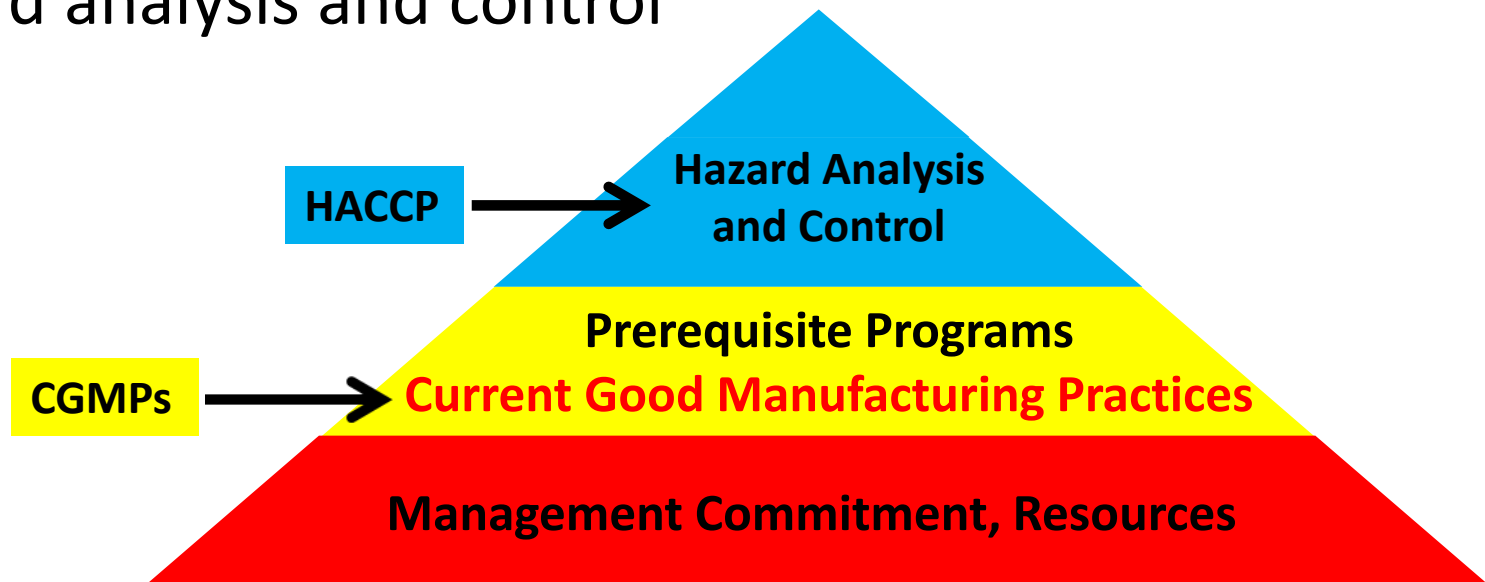 d analysis and control
Hazard Analysis
HACCP
and Control
Prerequisite Programs
CGMPs
Current Good Manufacturing Practices
Management Commitment, Resources